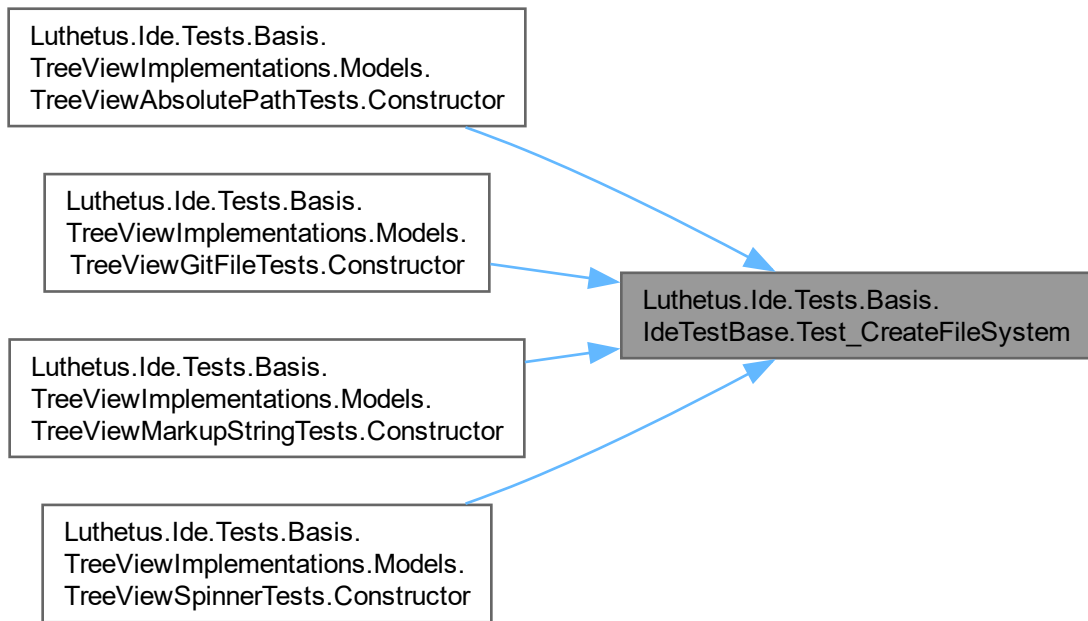 Luthetus.Ide.Tests.Basis.
TreeViewImplementations.Models.
TreeViewAbsolutePathTests.Constructor
Luthetus.Ide.Tests.Basis.
TreeViewImplementations.Models.
TreeViewGitFileTests.Constructor
Luthetus.Ide.Tests.Basis.
IdeTestBase.Test_CreateFileSystem
Luthetus.Ide.Tests.Basis.
TreeViewImplementations.Models.
TreeViewMarkupStringTests.Constructor
Luthetus.Ide.Tests.Basis.
TreeViewImplementations.Models.
TreeViewSpinnerTests.Constructor